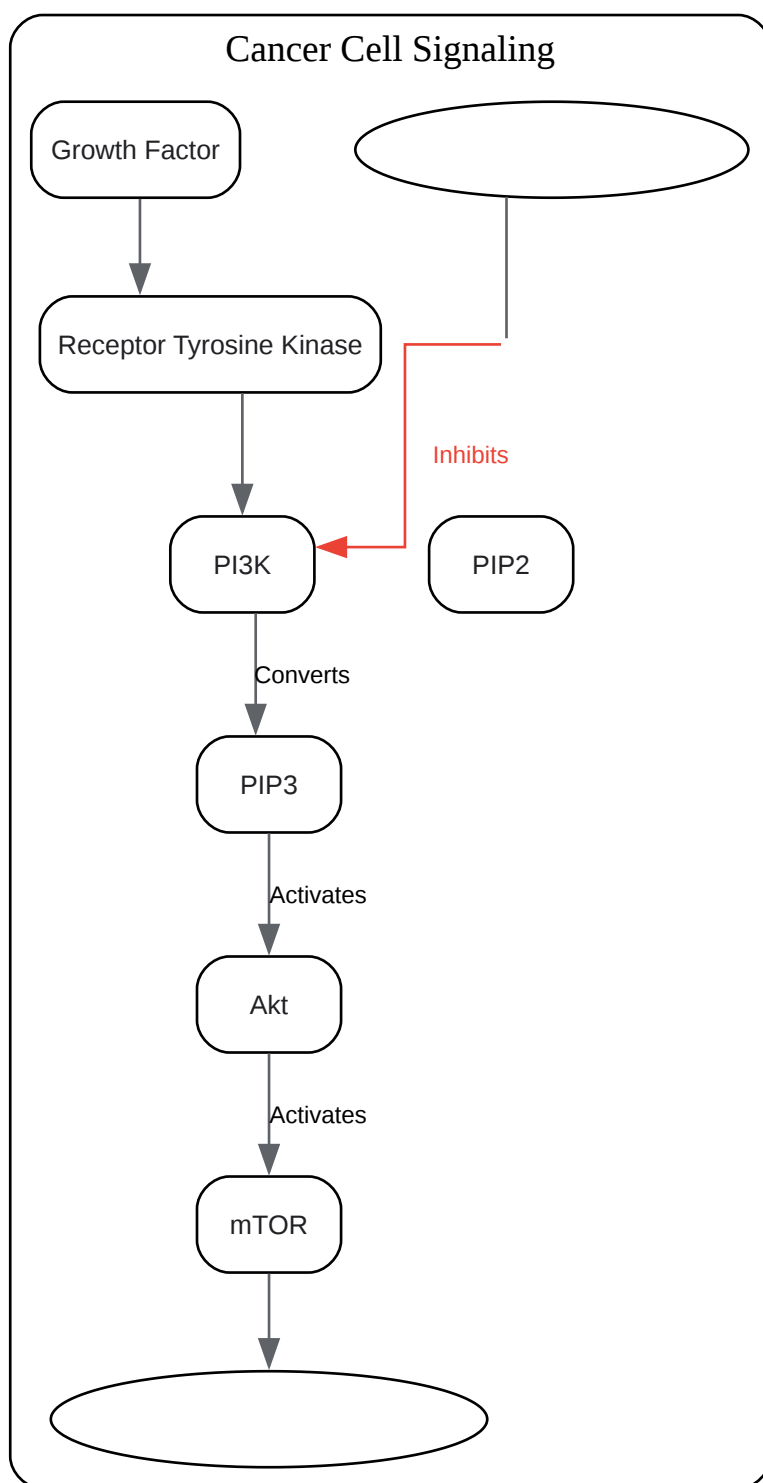 Cancer Cell Signaling
Growth Factor
Receptor Tyrosine Kinase
Inhibits
PI3K
PIP2
Converts
PIP3
Activates
Akt
Activates
mTOR